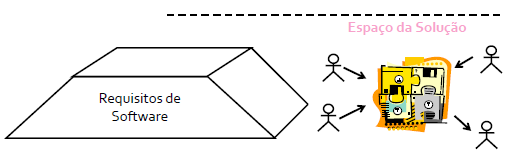 Espaço da Solução
Requisitos de
Software